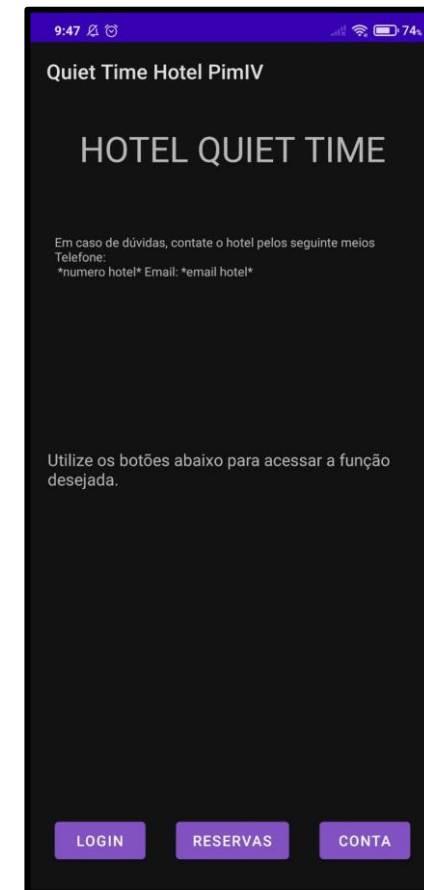 9:47
74%
Quiet Time Hotel PimIV
HOTEL QUIET TIME
Em caso de dúvidas, contate o hotel pelos seguinte meios
Telefone:
*numero hotel* Email: *email hotel*
Utilize os botões abaixo para acessar a função
desejada.
LOGIN
RESERVAS
CONTA